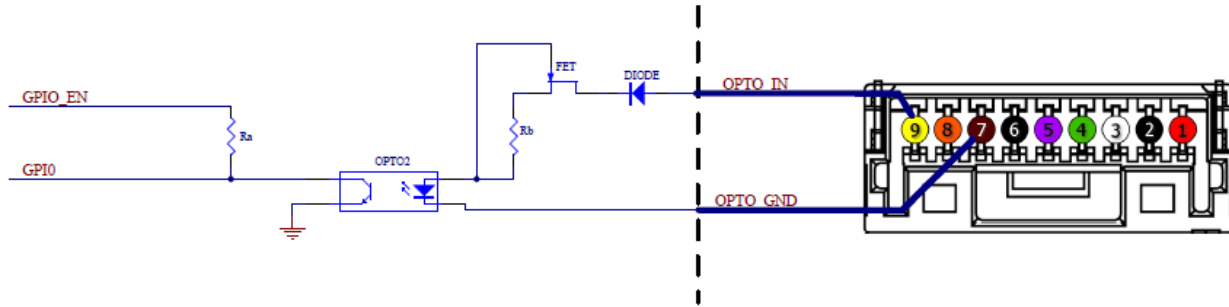 FET
DIODE
OPTO_IN
GPIO_EN
Ra
Rb
GPI0
OPTO2
OPTO_GND
9 8 7 6 5 4 3 2 1